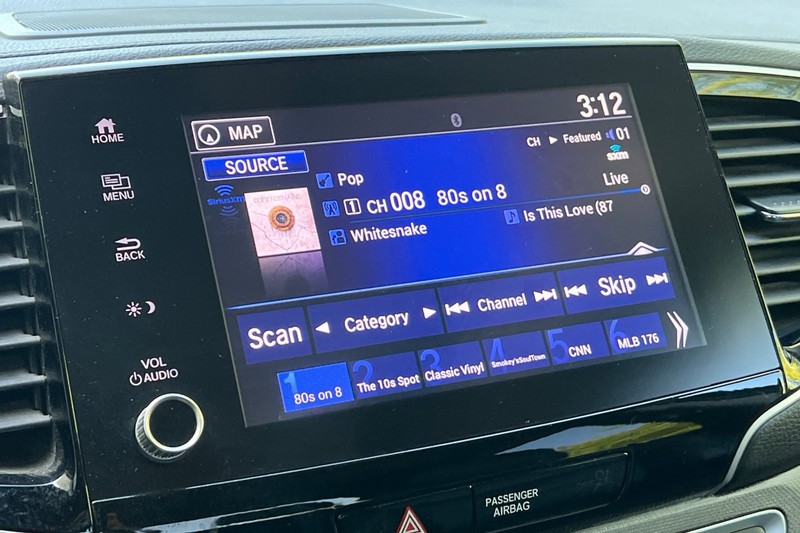 HOME
MENU
BACK
VOL
AUDIO
MAP
3:12
SOURCE
CH ▶ Featured 01
sxm
SiriusXM
Pop
Live
1 CH 008 80s on 8
Whitesnake
Is This Love (87
Scan
Category
Channel
Skip
1 80s on 8
2 The 10s Spot
3 Classic Vinyl
4 Smokey'sSoulTown
5 CNN
6 MLB 176
PASSENGER
AIRBAG